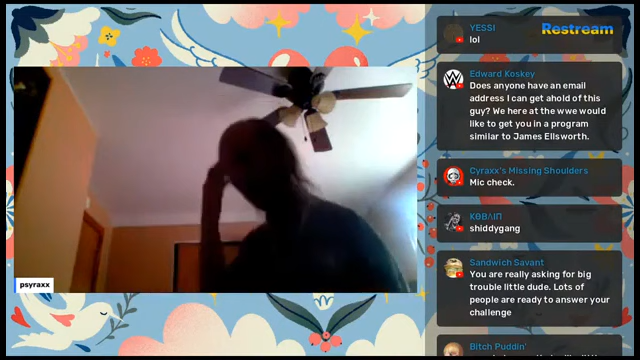 YESSI
lol
Restream
Edward Koskey
Does anyone have an email
address I can get ahold of this
guy? We here at the wwe would
like to get you in a program
similar to James Ellsworth.
Cyraxx's Missing Shoulders
Mic check.
KΘBΛIП
shiddygang
Sandwich Savant
You are really asking for big
trouble little dude. Lots of
people are ready to answer your
challenge
Bitch Puddin'
psyraxx